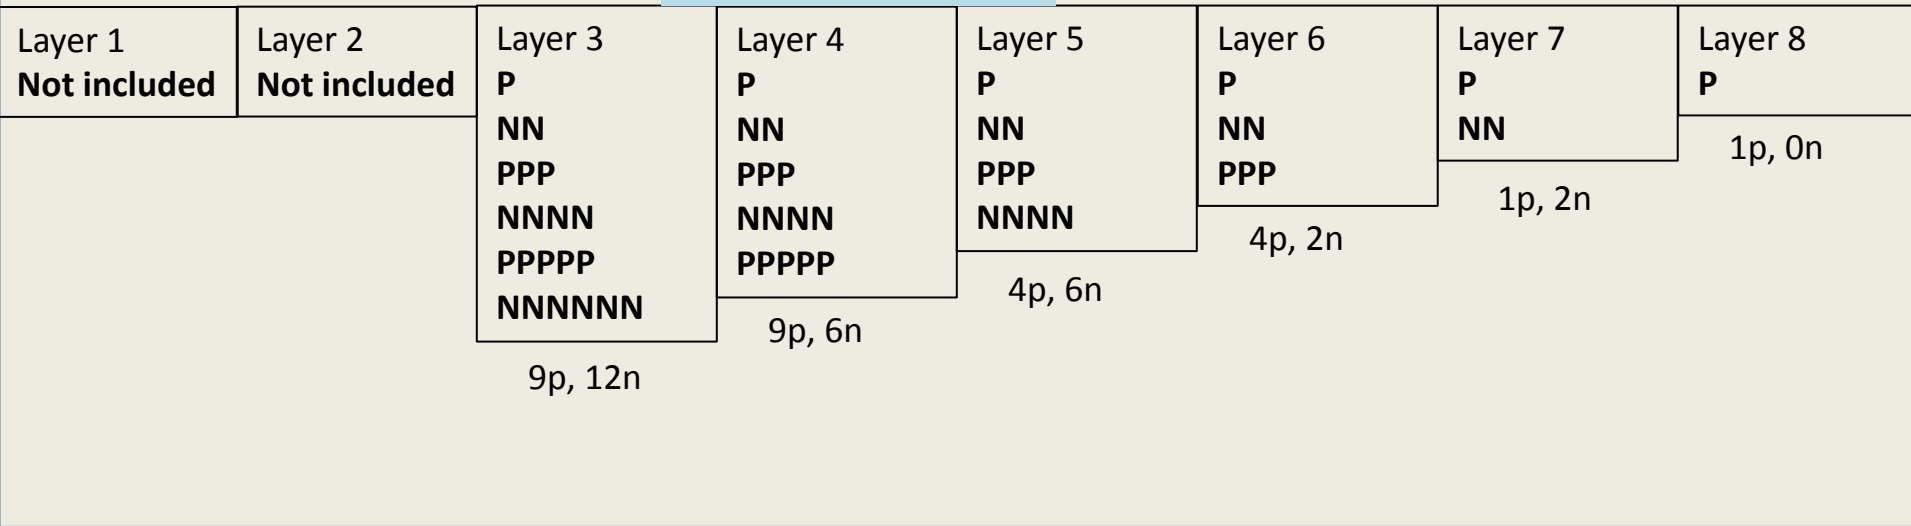 Layer 1
Not included
Layer 2
Not included
Layer 3
P
NN
PPP
NNNN
PPPPP
NNNNNN
9p, 12n
Layer 4
P
NN
PPP
NNNN
PPPPP
9p, 6n
Layer 5
P
NN
PPP
NNNN
4p, 6n
Layer 6
P
NN
PPP
4p, 2n
Layer 7
P
NN
1p, 2n
Layer 8
P
1p, 0n